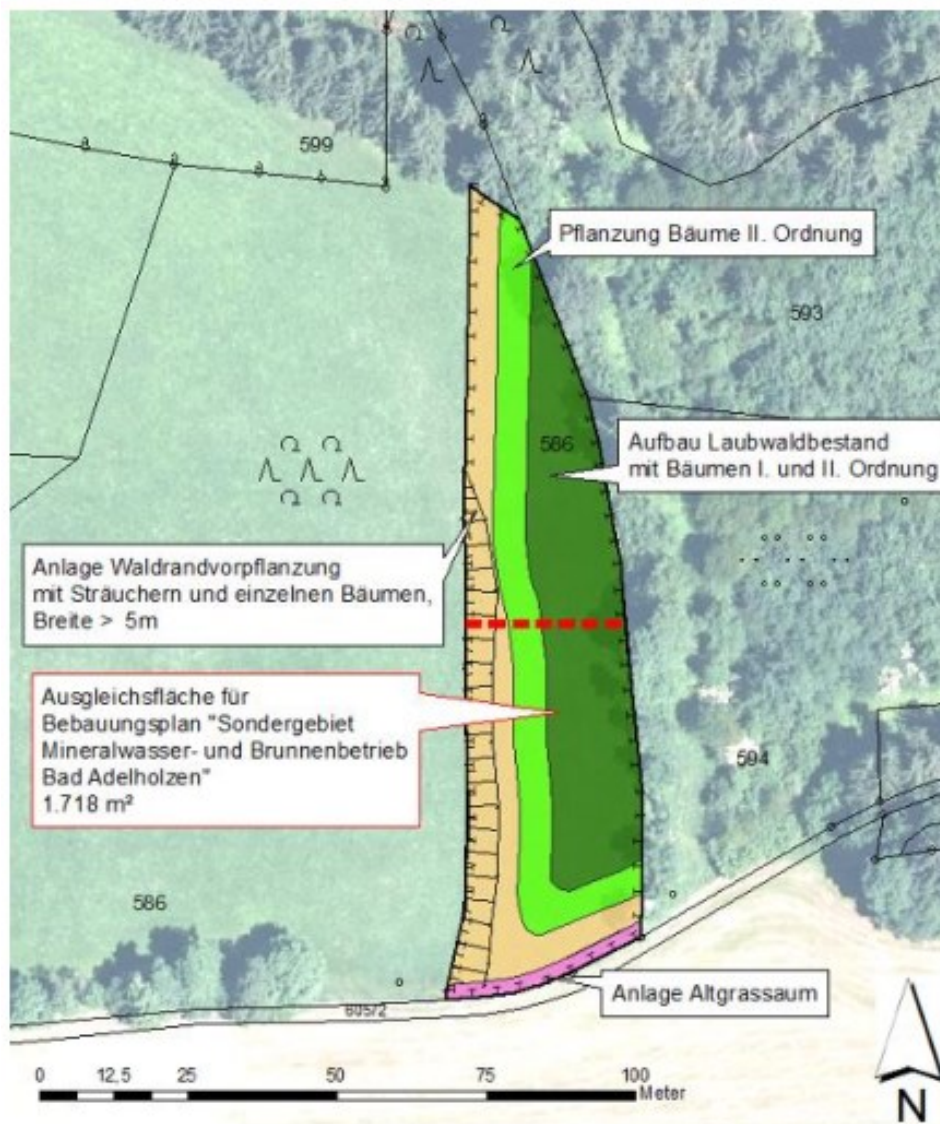 599
Pflanzung Bäume II. Ordnung
593
586
Aufbau Laubwaldbestand
mit Bäumen I. und II. Ordnung
Anlage Waldrandvorpflanzung
mit Sträuchern und einzelnen Bäumen,
Breite > 5m
Ausgleichsfläche für
Bebauungsplan "Sondergebiet
Mineralwasser- und Brunnenbetrieb
Bad Adelholzen"
1.718 m²
594
586
Anlage Altgrassaum
605/2
0 12,5 25 50 75 100
Meter
N